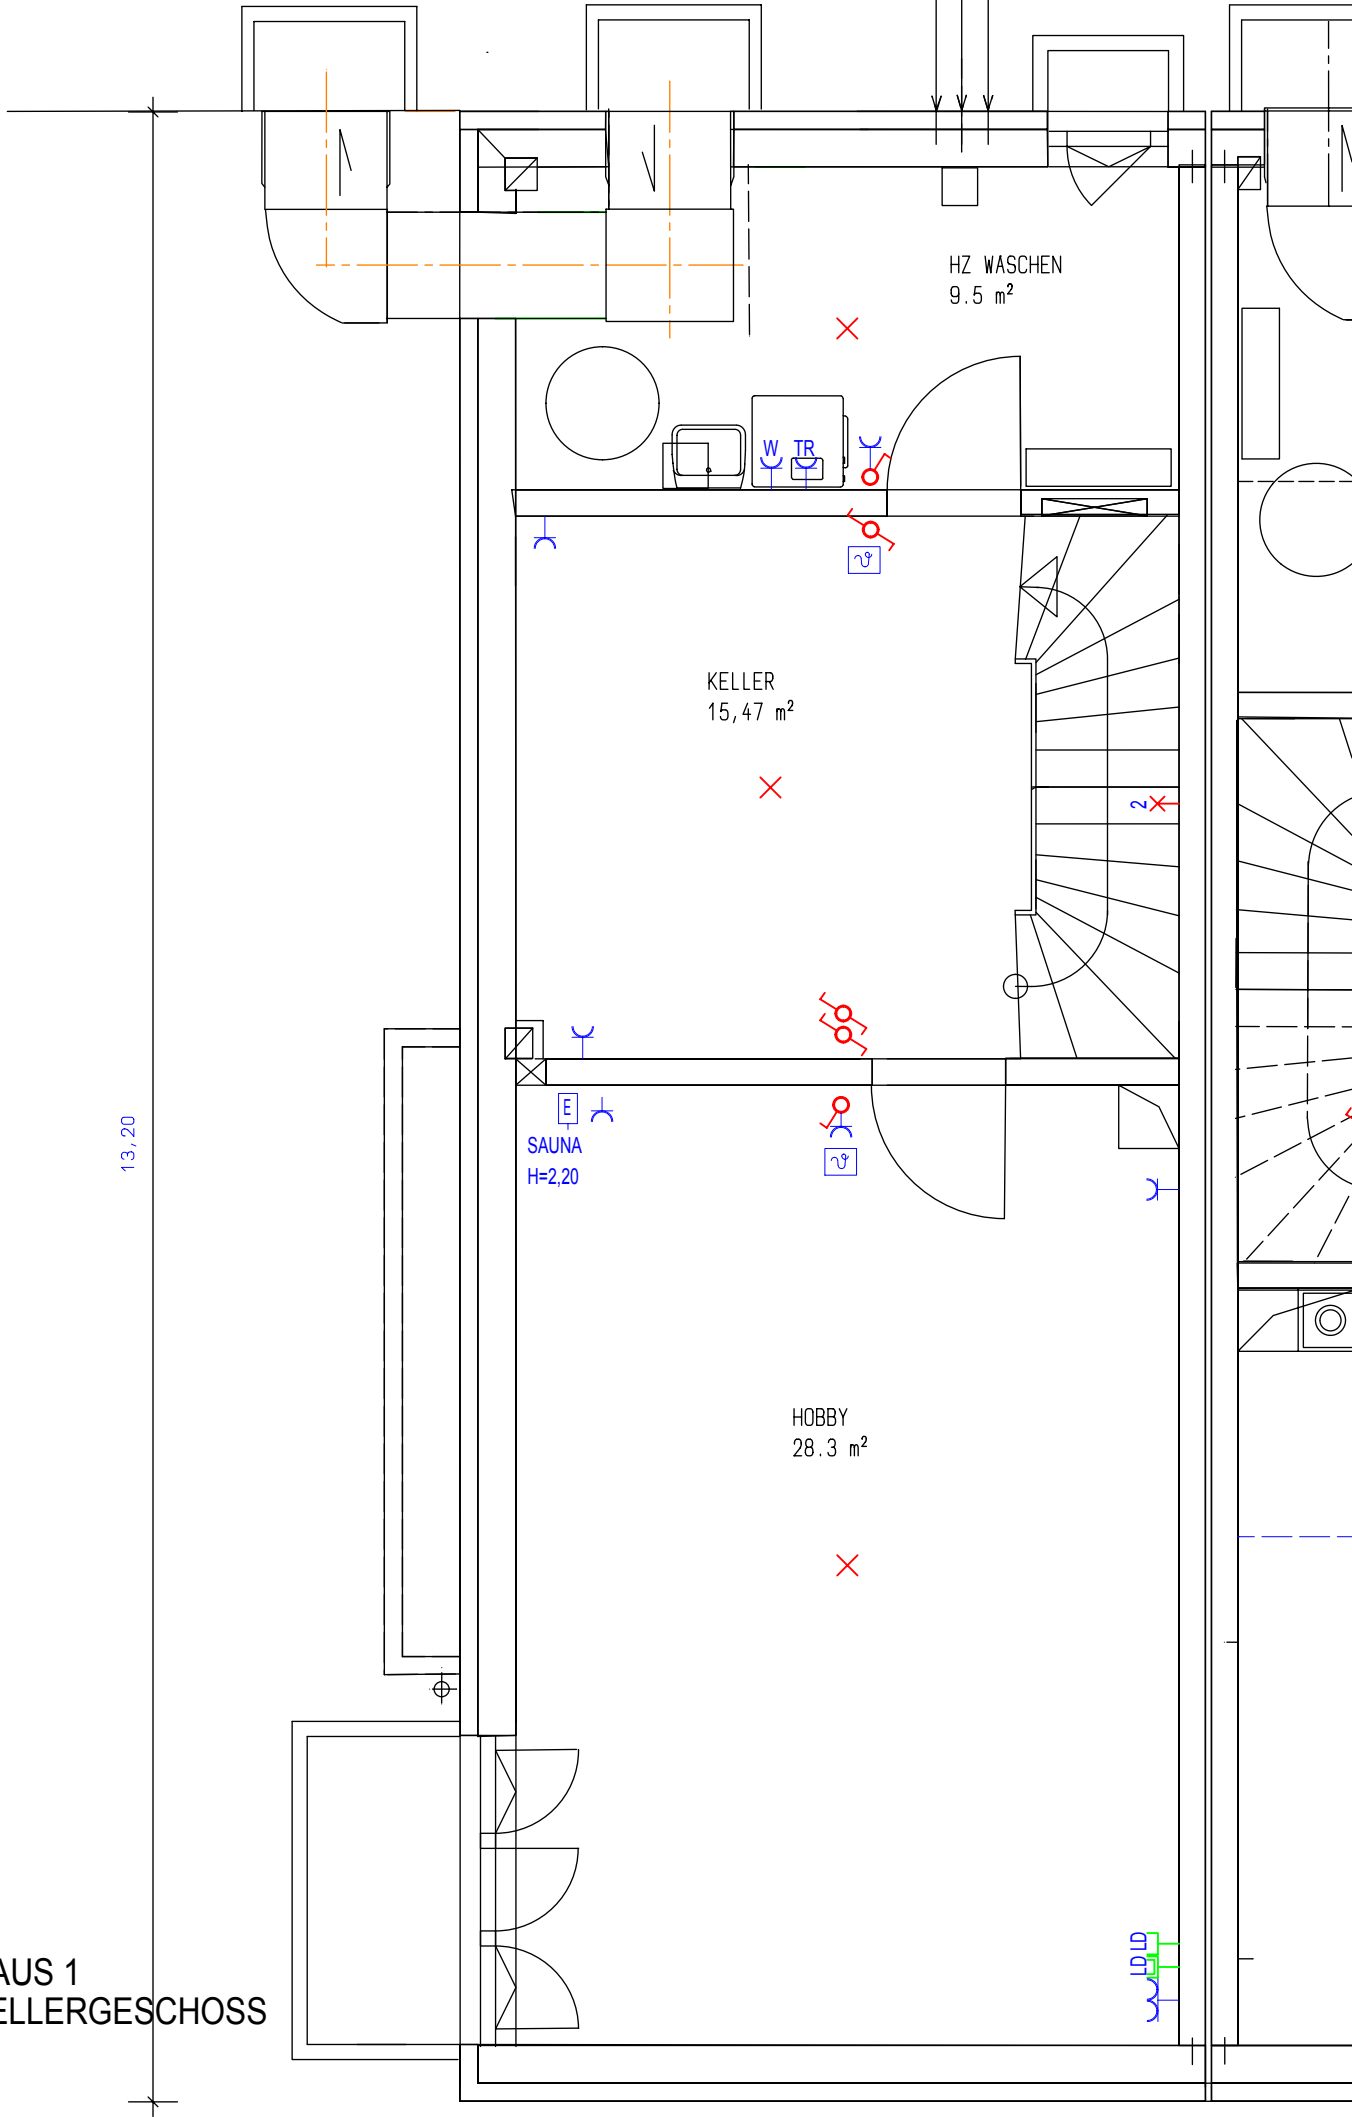 HZ WASCHEN
9.5 m²
W TR
ϑ
KELLER
15,47 m²
2
13,20
E
SAUNA
H=2,20
ϑ
HOBBY
28.3 m²
LD LD
AUS 1
ELLERGESCHOSS